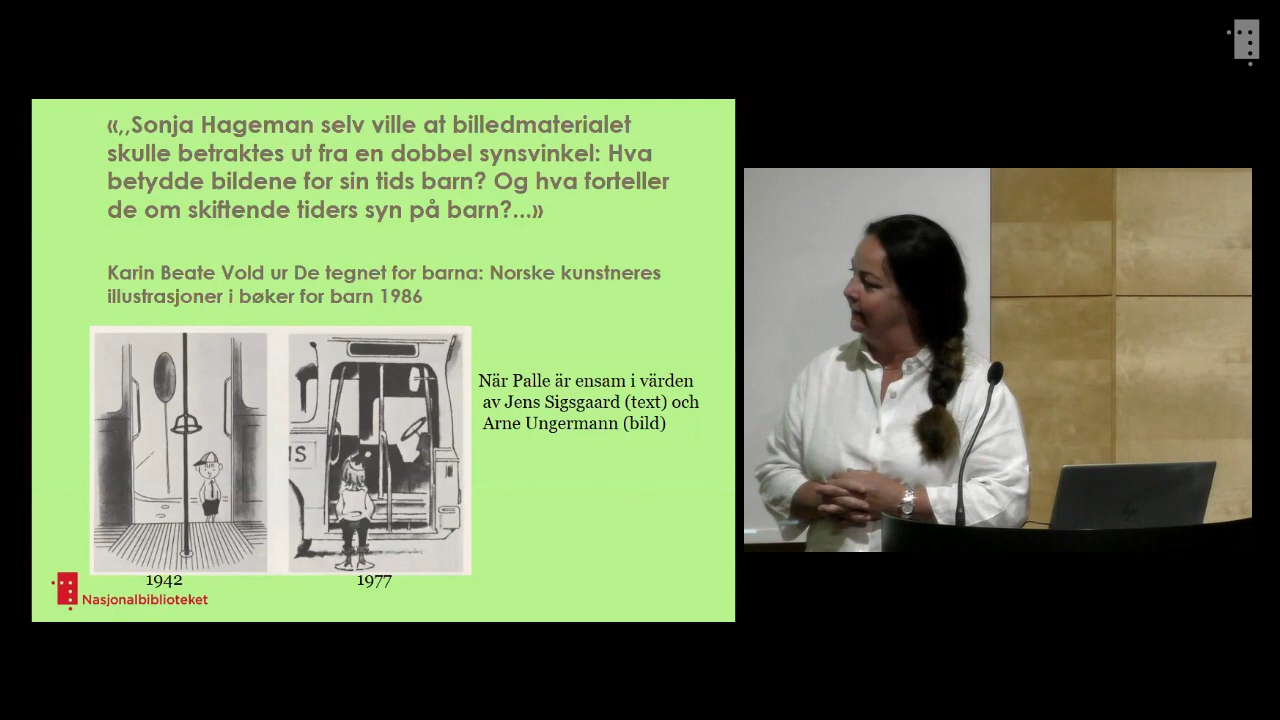 «,,Sonja Hageman selv ville at billedmaterialet
skulle betraktes ut fra en dobbel synsvinkel: Hva
betydde bildene for sin tids barn? Og hva forteller
de om skiftende tiders syn på barn?...»
Karin Beate Vold ur De tegnet for barna: Norske kunstneres
illustrasjoner i bøker for barn 1986
När Palle är ensam i värden
av Jens Sigsgaard (text) och
Arne Ungermann (bild)
NS
1942
1977
Nasjonalbiblioteket
hp